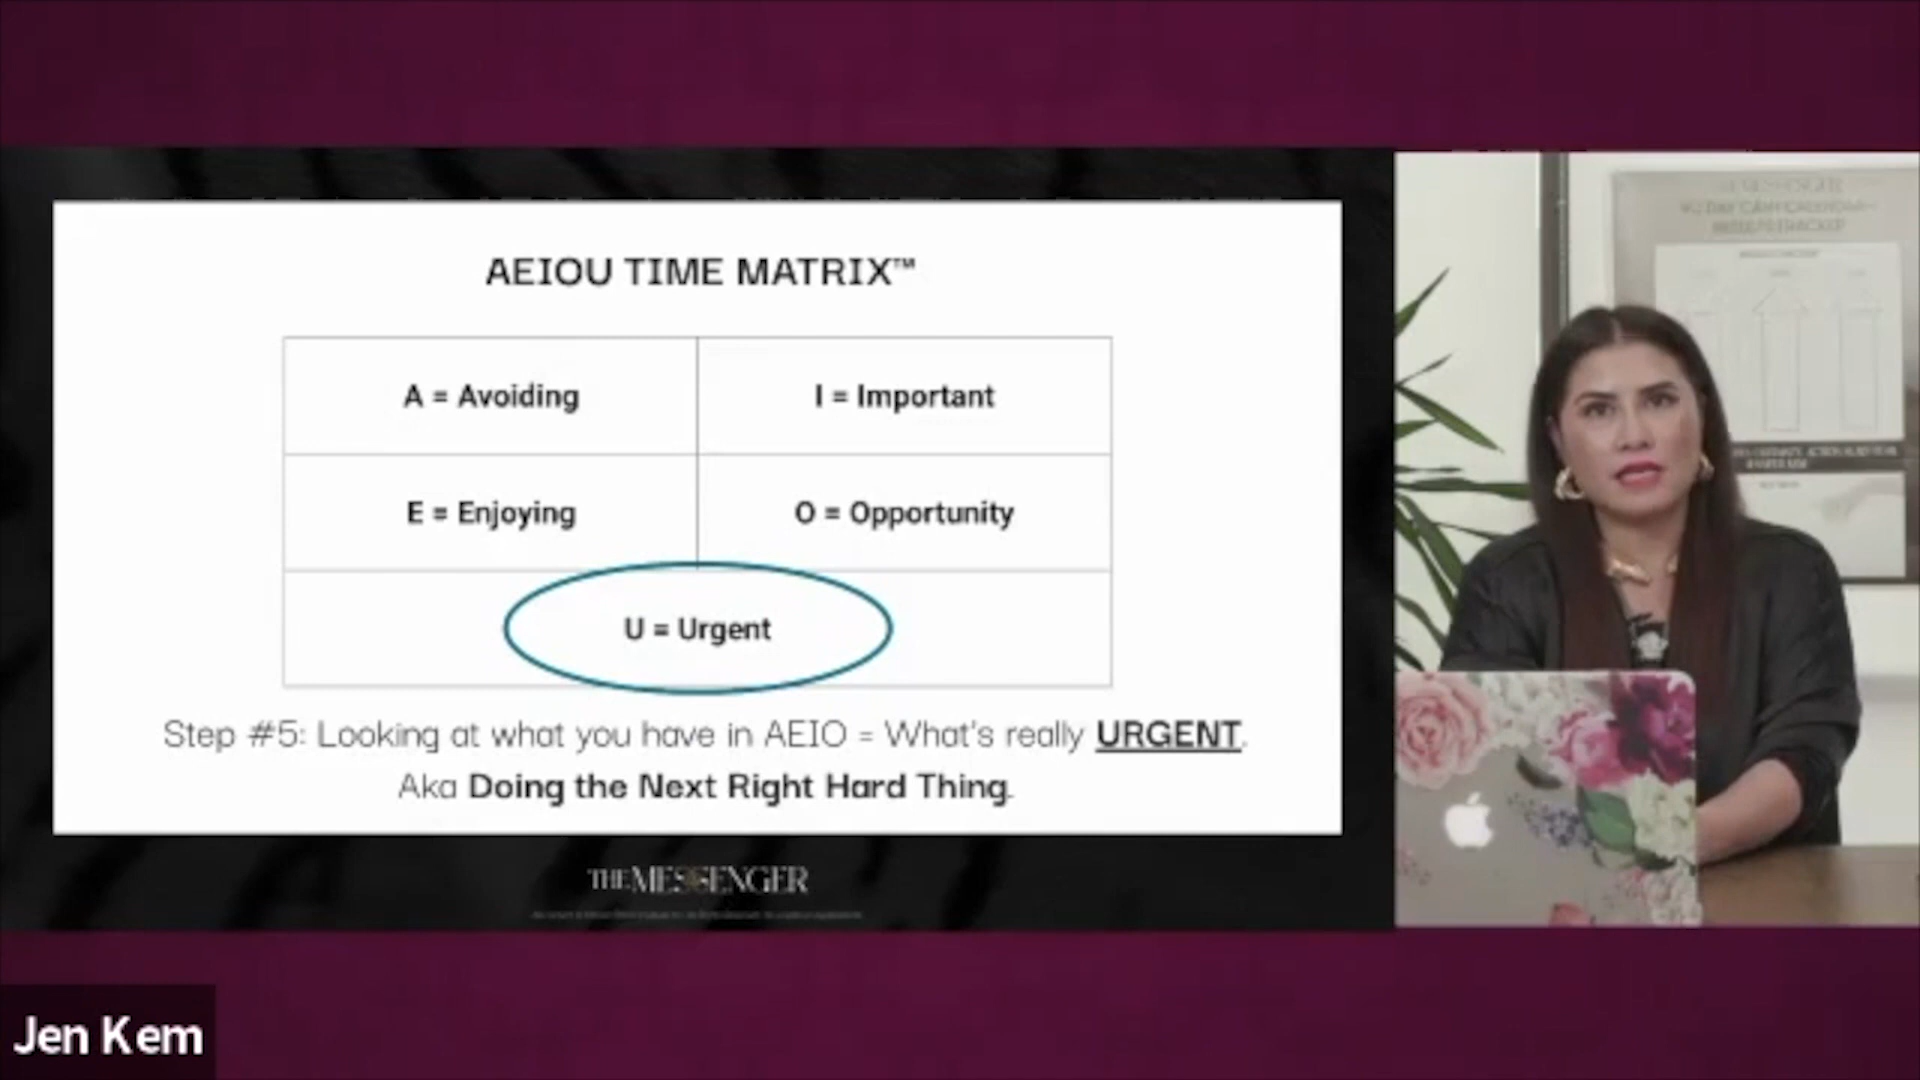 AEIOU TIME MATRIX™
A = Avoiding
I = Important
E = Enjoying
O = Opportunity
U = Urgent
Step #5: Looking at what you have in AEIO = What's really URGENT.
Aka Doing the Next Right Hard Thing.
THE MESSENGER
Jen Kem